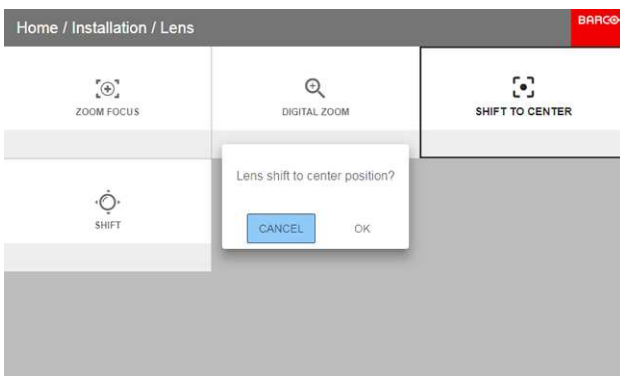 Home / Installation / Lens
BARCO
ZOOM FOCUS
DIGITAL ZOOM
SHIFT TO CENTER
Lens shift to center position?
CANCEL
OK
SHIFT